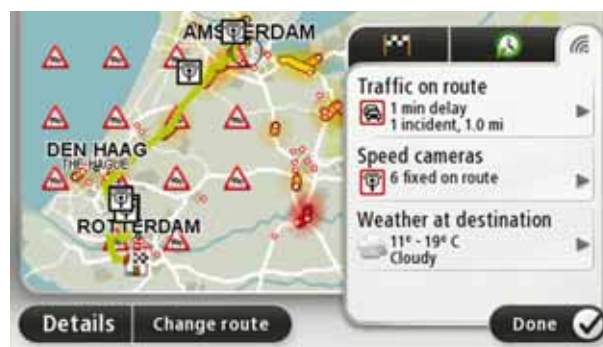 AMSTERDAM
DEN HAAG
THE HAGUE
ROTTERDAM
Traffic on route
1 min delay
1 incident, 1.0 mi
Speed cameras
6 fixed on route
Weather at destination
11° - 19° C
Cloudy
Details
Change route
Done